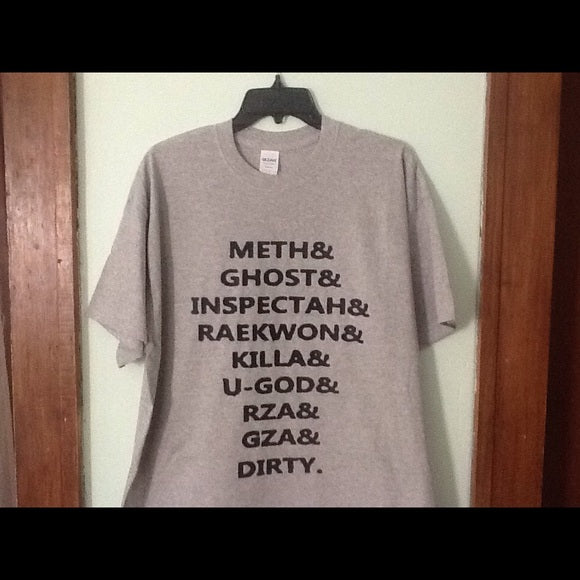 METH&
GHOST&
INSPECTAH&
RAEKWON&
KILLA&
U-GOD&
RZA&
GZA&
DIRTY.